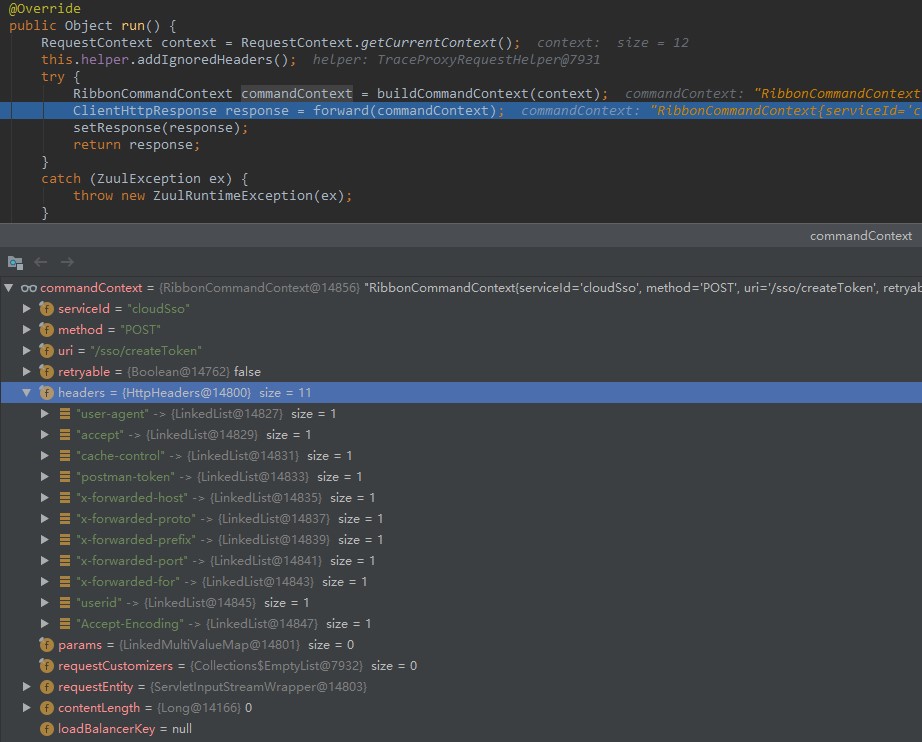 @Override
public Object run() {
RequestContext context = RequestContext.getCurrentContext(); context: size = 12
this.helper.addIgnoredHeaders(); helper: TraceProxyRequestHelper@7931
try {
RibbonCommandContext commandContext = buildCommandContext(context); commandContext: "RibbonCommandContext
ClientHttpResponse response = forward(commandContext); commandContext: "RibbonCommandContext{serviceId='c
setResponse(response);
return response;
}
catch (ZuulException ex) {
throw new ZuulRuntimeException(ex);
}
commandContext
commandContext = {RibbonCommandContext@14856} "RibbonCommandContext{serviceId='cloudSso', method='POST', uri='/sso/createToken', retryab
serviceId = "cloudSso"
method = "POST"
uri = "/sso/createToken"
retryable = {Boolean@14762} false
headers = {HttpHeaders@14800} size = 11
"user-agent" -> {LinkedList@14827} size = 1
"accept" -> {LinkedList@14829} size = 1
"cache-control" -> {LinkedList@14831} size = 1
"postman-token" -> {LinkedList@14833} size = 1
"x-forwarded-host" -> {LinkedList@14835} size = 1
"x-forwarded-proto" -> {LinkedList@14837} size = 1
"x-forwarded-prefix" -> {LinkedList@14839} size = 1
"x-forwarded-port" -> {LinkedList@14841} size = 1
"x-forwarded-for" -> {LinkedList@14843} size = 1
"userid" -> {LinkedList@14845} size = 1
"Accept-Encoding" -> {LinkedList@14847} size = 1
params = {LinkedMultiValueMap@14801} size = 0
requestCustomizers = {Collections$EmptyList@7932} size = 0
requestEntity = {ServletInputStreamWrapper@14803}
contentLength = {Long@14166} 0
loadBalancerKey = null